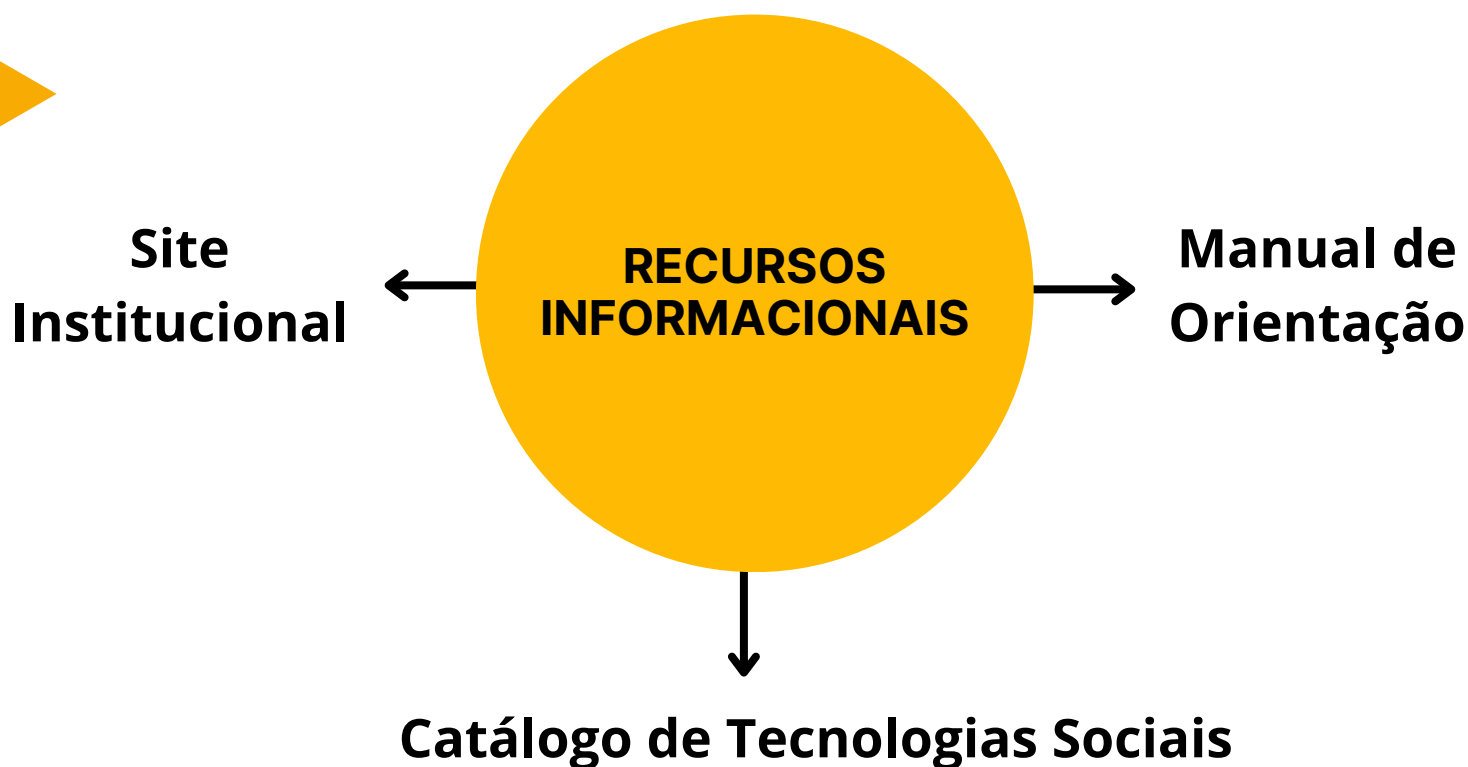 Site
Institucional
RECURSOS
INFORMACIONAIS
Manual de
Orientação
Catálogo de Tecnologias Sociais